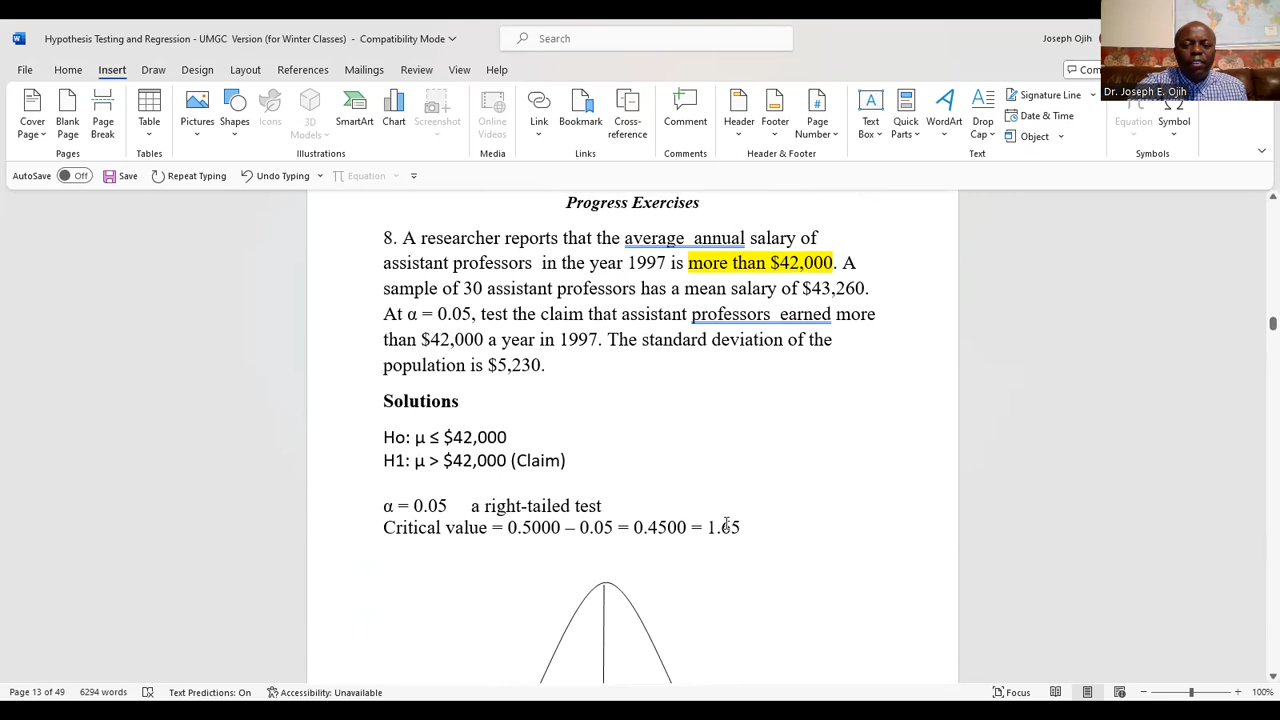 Hypothesis Testing and Regression - UMGC Version (for Winter Classes) - Compatibility Mode
Search
Joseph Ojih
File Home Insert Draw Design Layout References Mailings Review View Help
Cover Page
Blank Page
Page Break
Table
Pictures
Shapes
Icons
3D Models
SmartArt
Chart
Screenshot
Online Videos
Link
Bookmark
Cross-reference
Comment
Header
Footer
Page Number
Text Box
Quick Parts
WordArt
Drop Cap
Signature Line
Date & Time
Object
Equation
Symbol
Dr. Joseph E. Ojih
Pages Tables Illustrations Media Links Comments Header & Footer Text Symbols
AutoSave Off Save Repeat Typing Undo Typing Equation
Progress Exercises
8. A researcher reports that the average annual salary of
assistant professors in the year 1997 is more than $42,000. A
sample of 30 assistant professors has a mean salary of $43,260.
At α = 0.05, test the claim that assistant professors earned more
than $42,000 a year in 1997. The standard deviation of the
population is $5,230.
Solutions
Ho: μ ≤ $42,000
H1: μ > $42,000 (Claim)
α = 0.05 a right-tailed test
Critical value = 0.5000 – 0.05 = 0.4500 = 1.65
Page 13 of 49 6294 words Text Predictions: On Accessibility: Unavailable Focus 100%